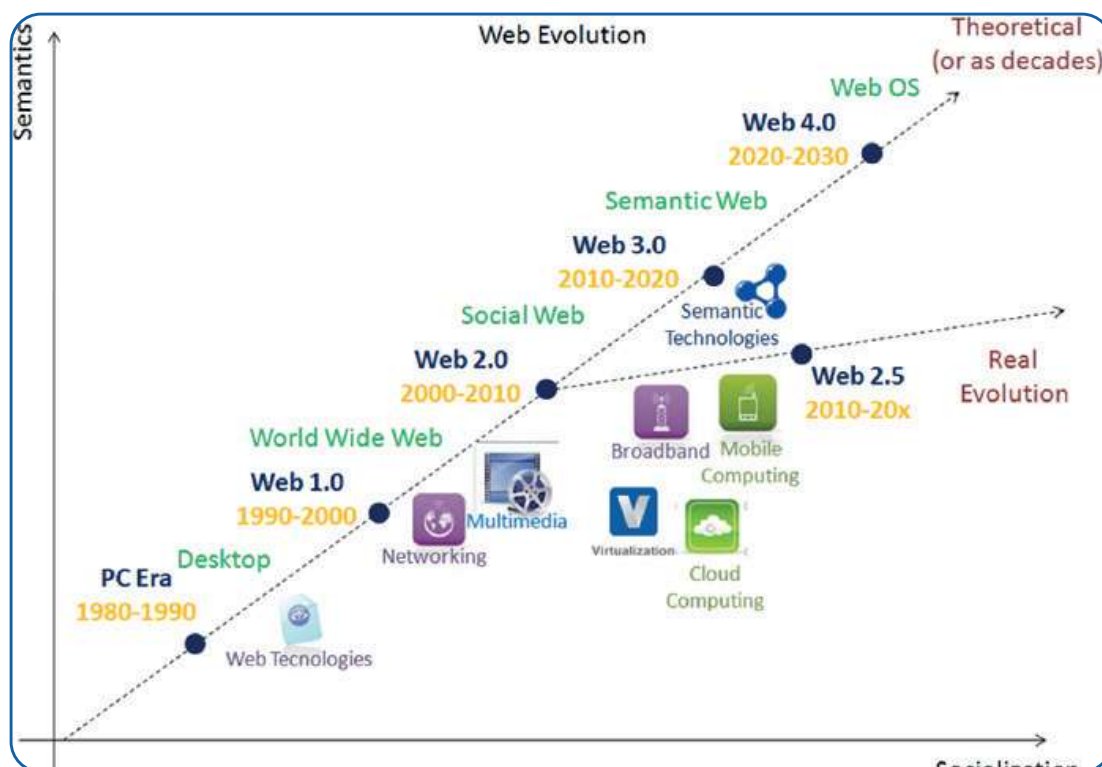 Web Evolution
Theoretical
(or as decades)
Semantics
Web OS
Web 4.0
2020-2030
Semantic Web
Web 3.0
2010-2020
Semantic
Technologies
Social Web
Web 2.0
2000-2010
Web 2.5
2010-20x
Real
Evolution
World Wide Web
Broadband
Mobile
Computing
Web 1.0
1990-2000
Multimedia
Networking
V
Virtualization
Cloud
Computing
Desktop
PC Era
1980-1990
Web Tecnologies
Socialization